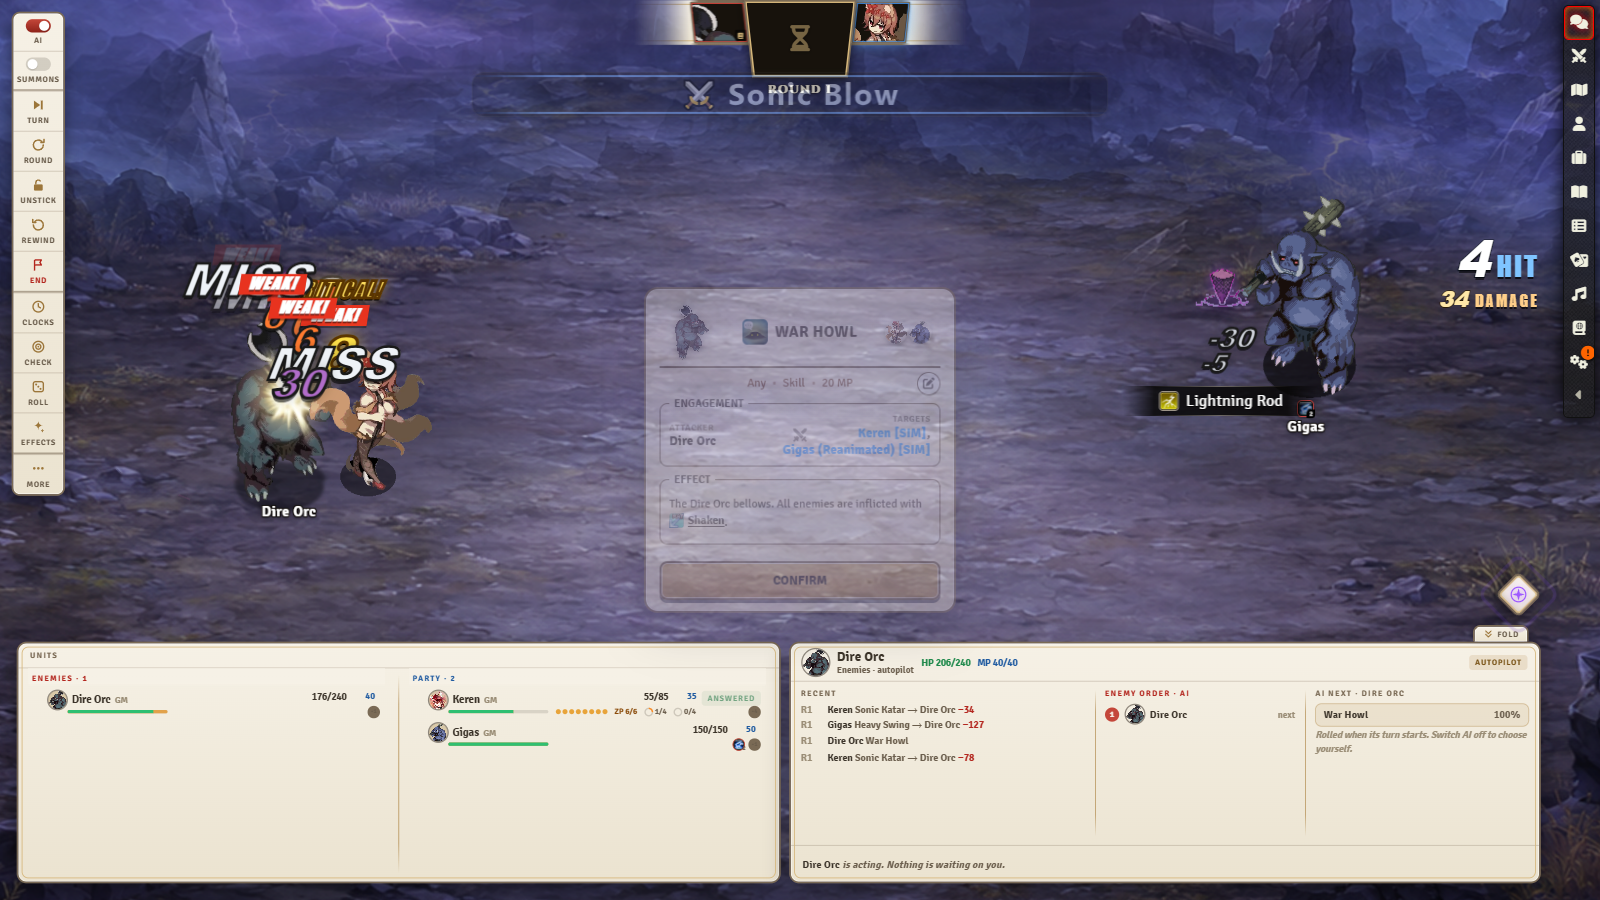 AI
SUMMONS
TURN
ROUND
UNSTICK
REWIND
END
CLOCKS
CHECK
ROLL
EFFECTS
MORE
ROUND 1
Sonic Blow
MISS
WEAK!
CRITICAL!
WEAK!
6
MISS
30
Dire Orc
WAR HOWL
Any • Skill • 20 MP
ENGAGEMENT
ATTACKER
Dire Orc
TARGETS
Keren [SIM],
Gigas (Reanimated) [SIM]
EFFECT
The Dire Orc bellows. All enemies are inflicted with
Shaken.
CONFIRM
4 HIT
34 DAMAGE
-30
-5
Lightning Rod
2
Gigas
FOLD
UNITS
ENEMIES · 1
Dire Orc GM
176/240 40
PARTY · 2
Keren GM
55/85 35 ANSWERED
ZP 6/6 1/4 0/4
Gigas GM
150/150 50
Dire Orc HP 206/240 MP 40/40
Enemies · autopilot
AUTOPILOT
RECENT
R1 Keren Sonic Katar → Dire Orc −34
R1 Gigas Heavy Swing → Dire Orc −127
R1 Dire Orc War Howl
R1 Keren Sonic Katar → Dire Orc −78
ENEMY ORDER · AI
1 Dire Orc next
AI NEXT · DIRE ORC
War Howl 100%
Rolled when its turn starts. Switch AI off to choose
yourself.
Dire Orc is acting. Nothing is waiting on you.